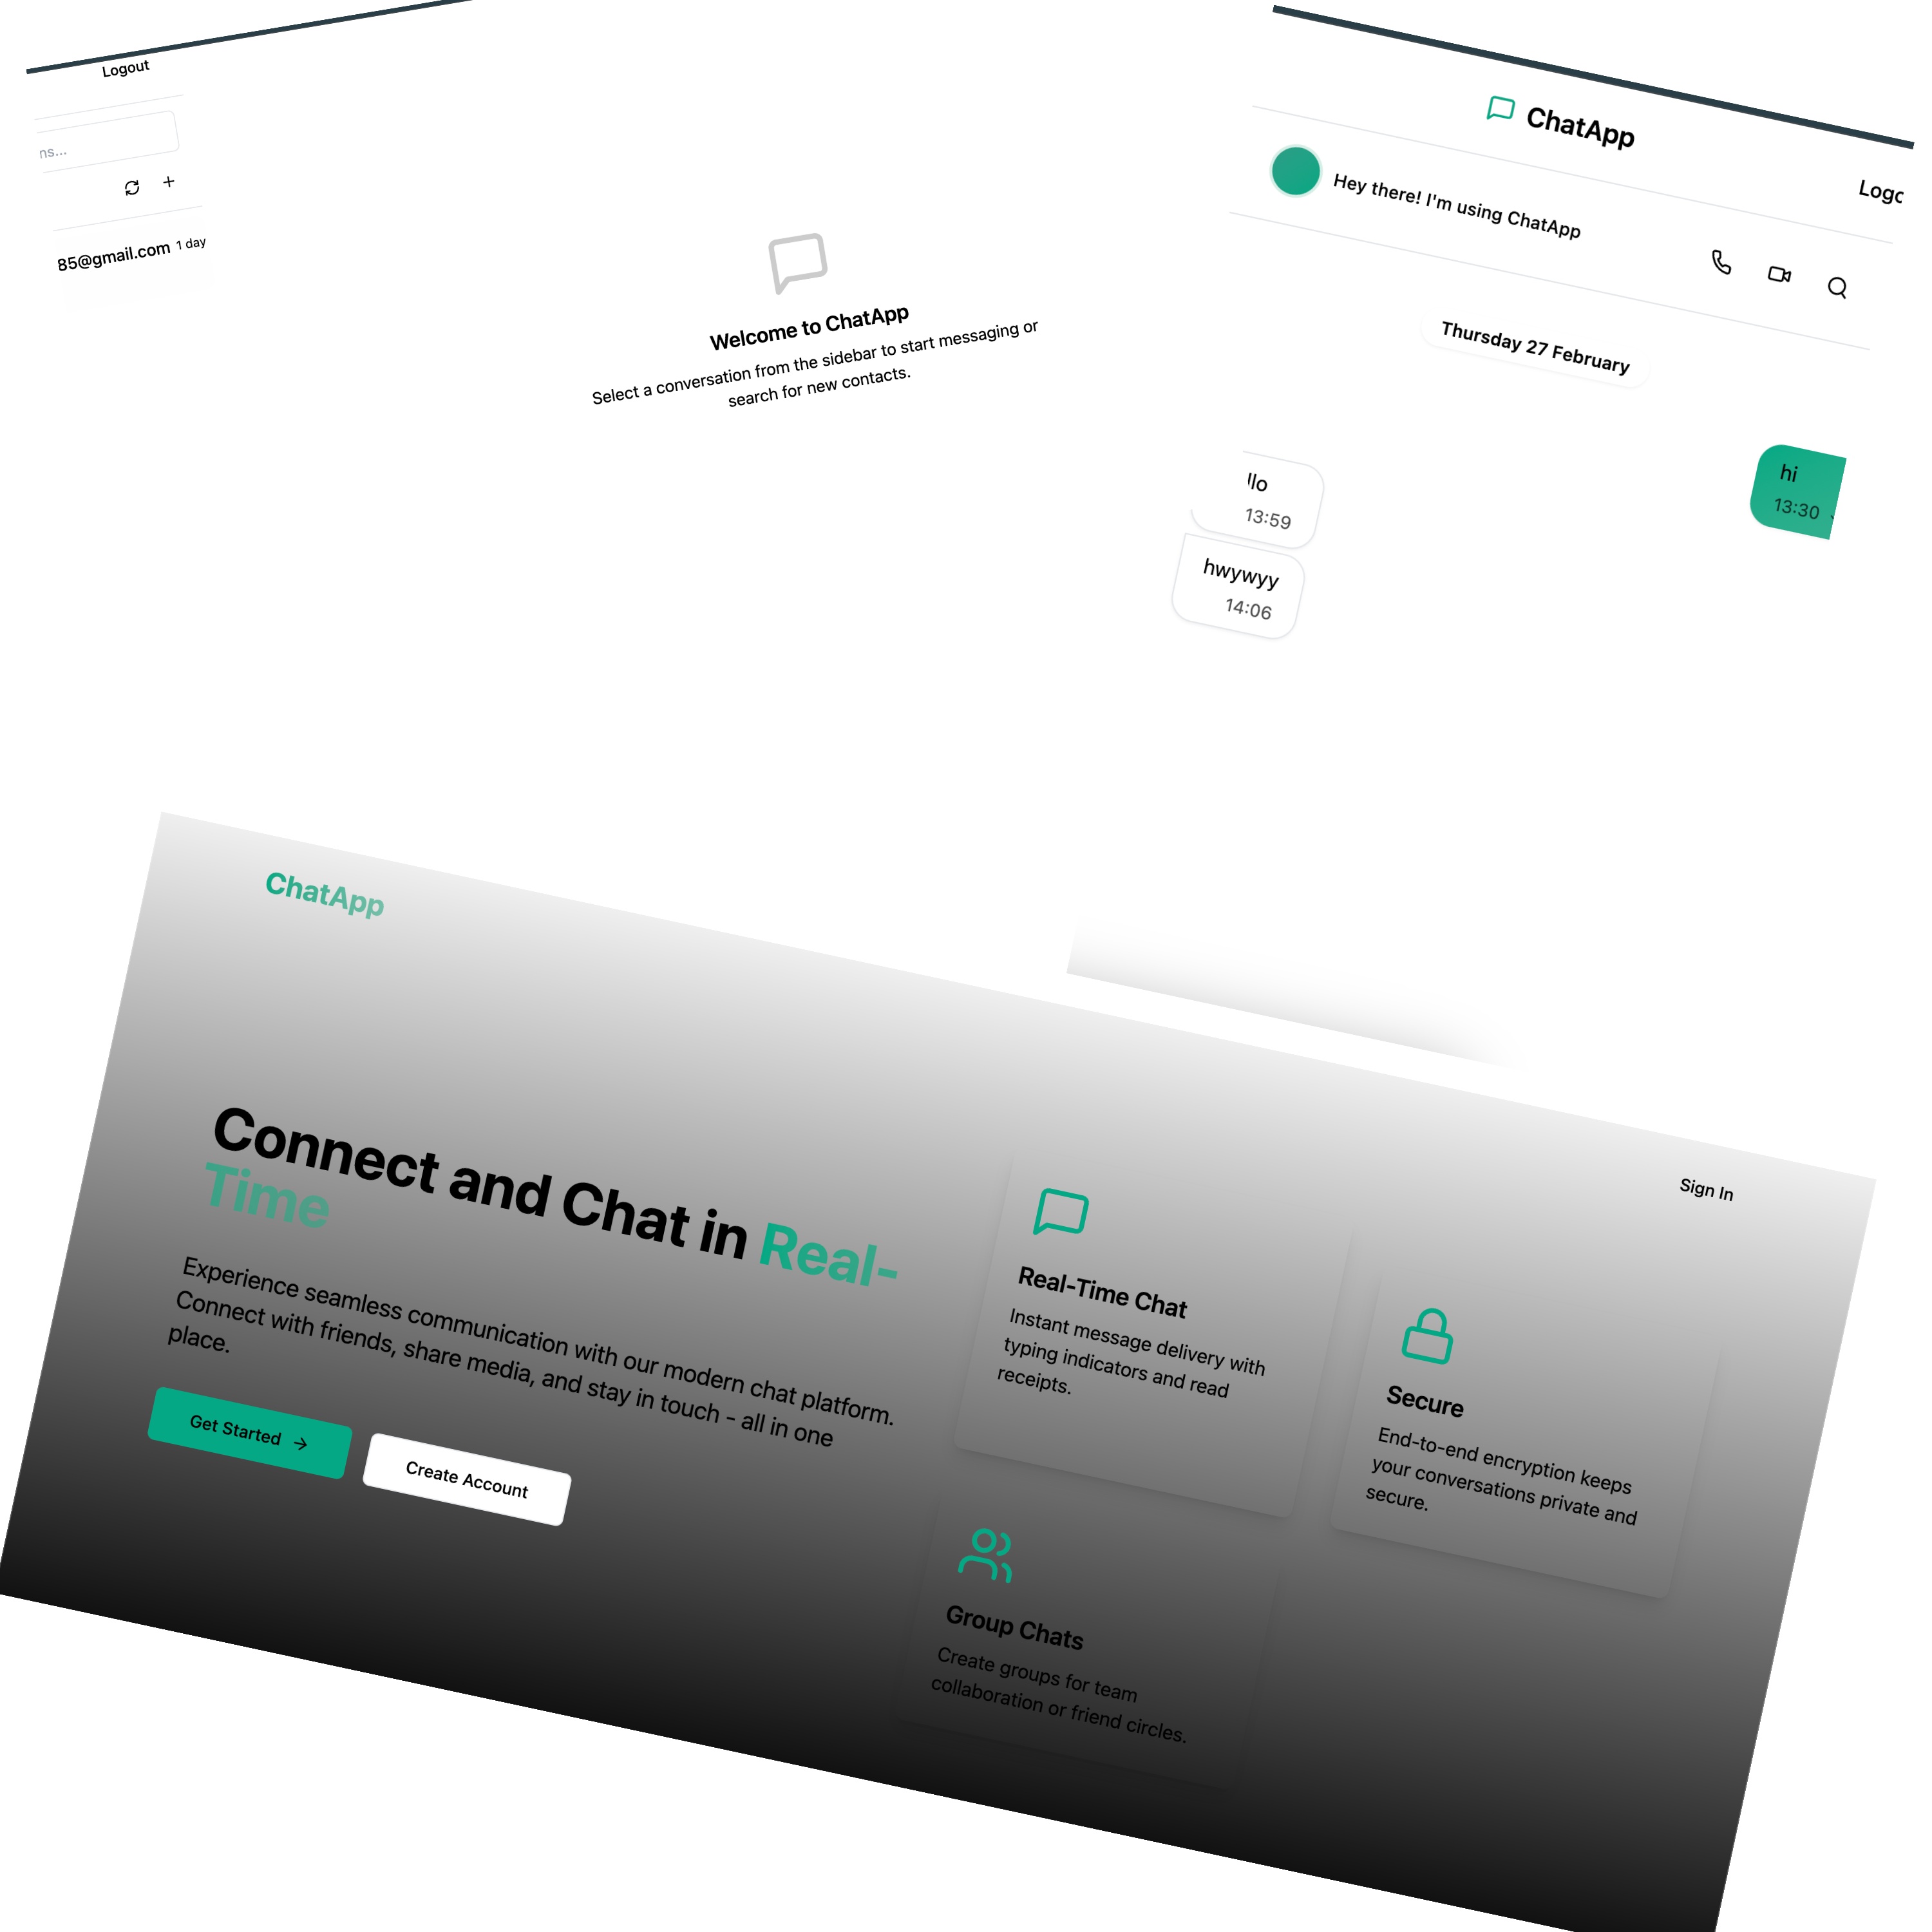 Logout
ns...
85@gmail.com 1 day
Welcome to ChatApp
Select a conversation from the sidebar to start messaging or
search for new contacts.
ChatApp
Logo
Hey there! I'm using ChatApp
Thursday 27 February
hi
13:30
llo
13:59
hwywyy
14:06
ChatApp
Sign In
Connect and Chat in Real-
Time
Experience seamless communication with our modern chat platform.
Connect with friends, share media, and stay in touch - all in one
place.
Get Started
Create Account
Real-Time Chat
Instant message delivery with
typing indicators and read
receipts.
Secure
End-to-end encryption keeps
your conversations private and
secure.
Group Chats
Create groups for team
collaboration or friend circles.